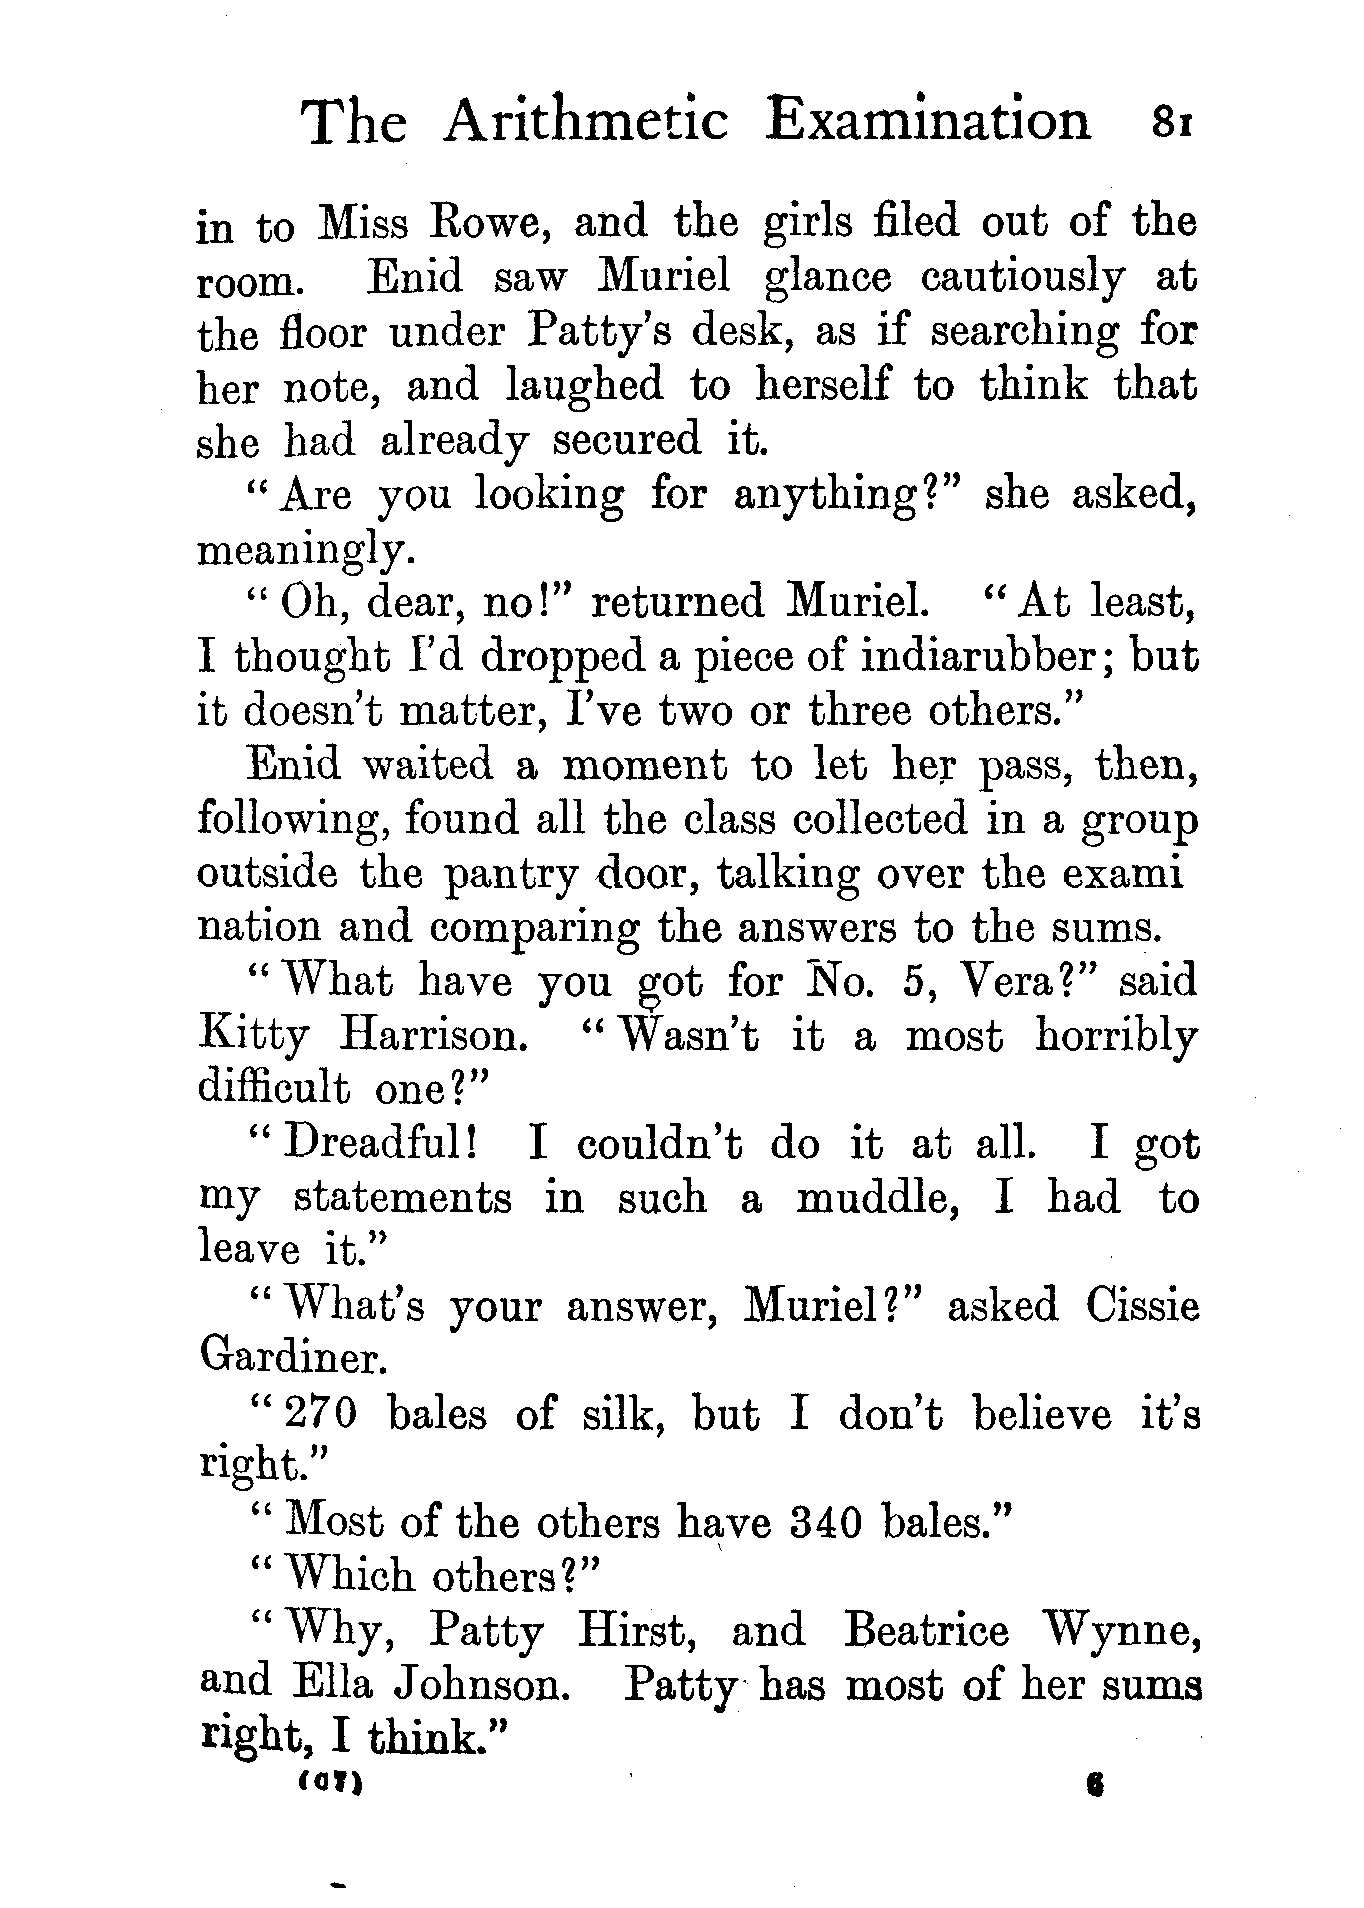 The Arithmetic Examination 81
in to Miss Rowe, and the girls filed out of the
room. Enid saw Muriel glance cautiously at
the floor under Patty's desk, as if searching for
her note, and laughed to herself to think that
she had already secured it.
“Are you looking for anything?” she asked,
meaningly.
“Oh, dear, no!” returned Muriel. “At least,
I thought I'd dropped a piece of indiarubber; but
it doesn't matter, I've two or three others.”
Enid waited a moment to let her pass, then,
following, found all the class collected in a group
outside the pantry door, talking over the exami
nation and comparing the answers to the sums.
“What have you got for No. 5, Vera?” said
Kitty Harrison. “Wasn't it a most horribly
difficult one?”
“Dreadful! I couldn't do it at all. I got
my statements in such a muddle, I had to
leave it.”
“What's your answer, Muriel?” asked Cissie
Gardiner.
“270 bales of silk, but I don't believe it's
right.”
“Most of the others have 340 bales.”
“Which others?”
“Why, Patty Hirst, and Beatrice Wynne,
and Ella Johnson. Patty has most of her sums
right, I think.”
6